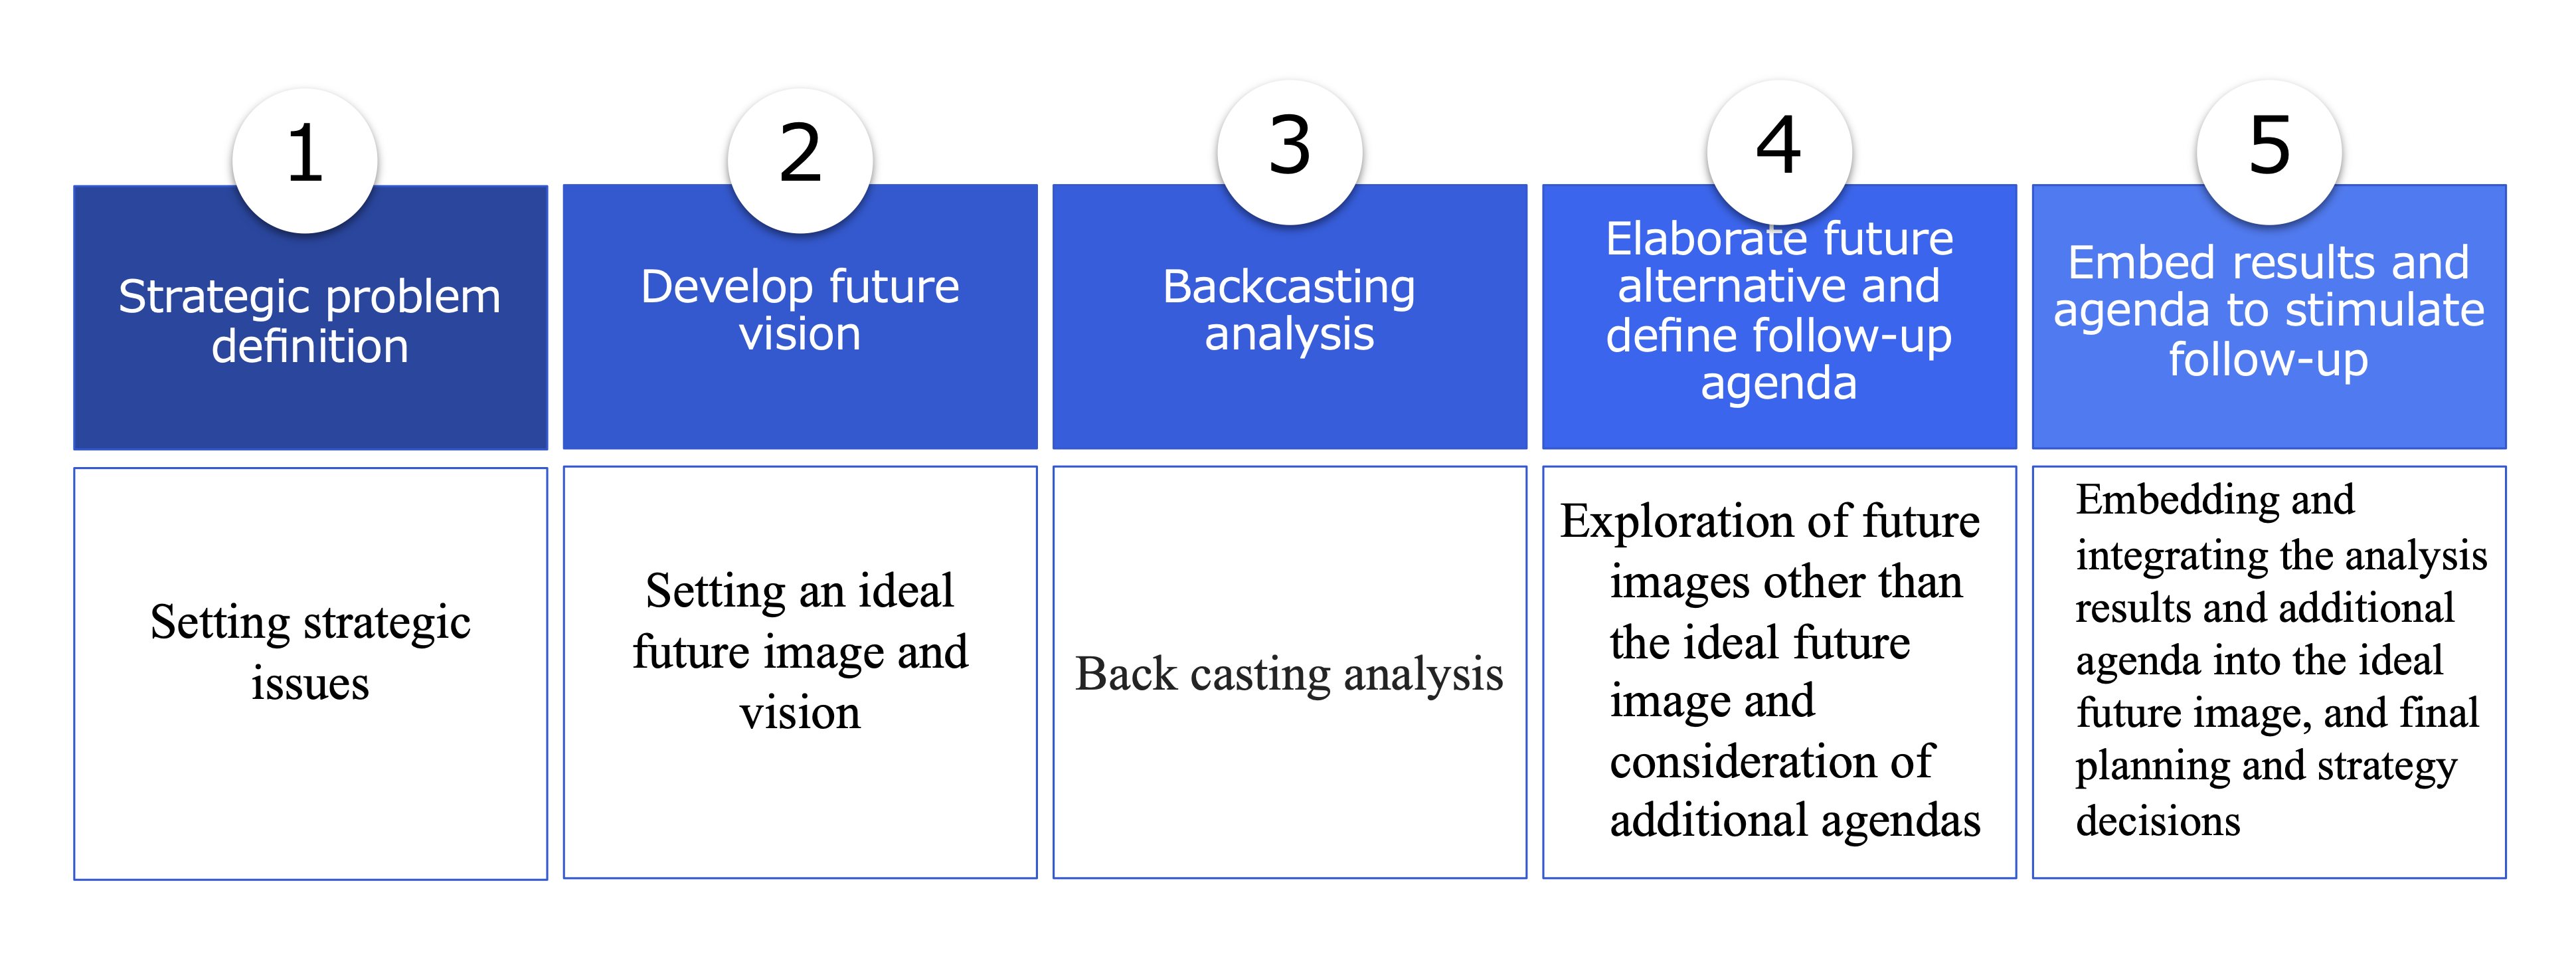 1
Strategic problem
definition
Setting strategic
issues
2
Develop future
vision
Setting an ideal
future image and
vision
3
Backcasting
analysis
Back casting analysis
4
Elaborate future
alternative and
define follow-up
agenda
Exploration of future
images other than
the ideal future
image and
consideration of
additional agendas
5
Embed results and
agenda to stimulate
follow-up
Embedding and
integrating the analysis
results and additional
agenda into the ideal
future image, and final
planning and strategy
decisions